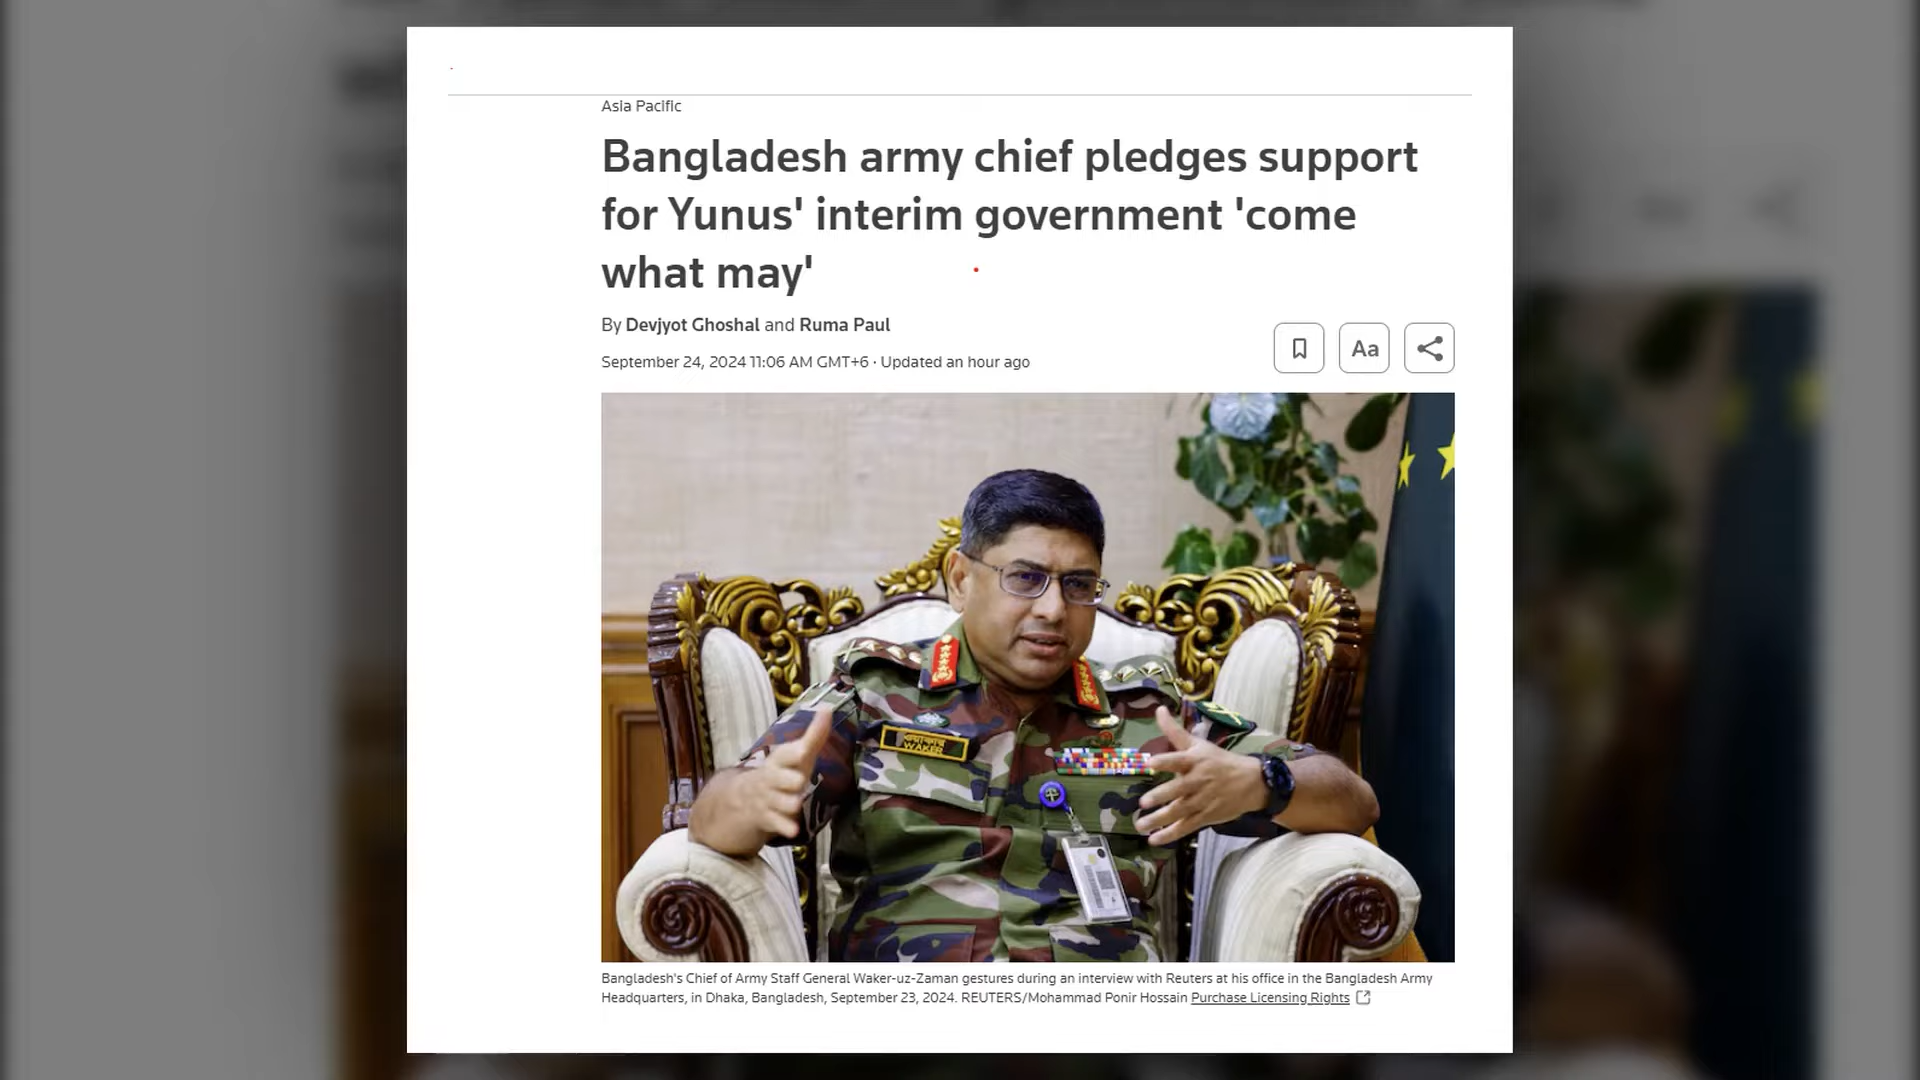 Asia Pacific
Bangladesh army chief pledges support
for Yunus' interim government 'come
what may'
By Devjyot Ghoshal and Ruma Paul
September 24, 2024 11:06 AM GMT+6 · Updated an hour ago
Aa
WAKER
Bangladesh's Chief of Army Staff General Waker-uz-Zaman gestures during an interview with Reuters at his office in the Bangladesh Army
Headquarters, in Dhaka, Bangladesh, September 23, 2024. REUTERS/Mohammad Ponir Hossain Purchase Licensing Rights